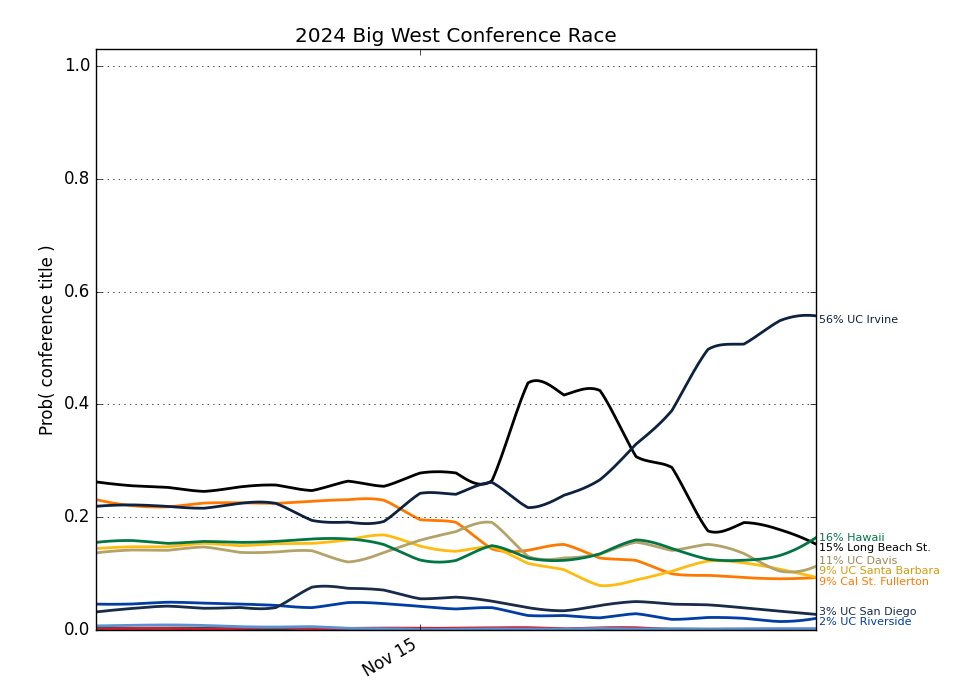 2024 Big West Conference Race
Prob( conference title )
1.0
0.8
0.6
0.4
0.2
0.0
Nov 15
56% UC Irvine
16% Hawaii
15% Long Beach St.
11% UC Davis
9% UC Santa Barbara
9% Cal St. Fullerton
3% UC San Diego
2% UC Riverside